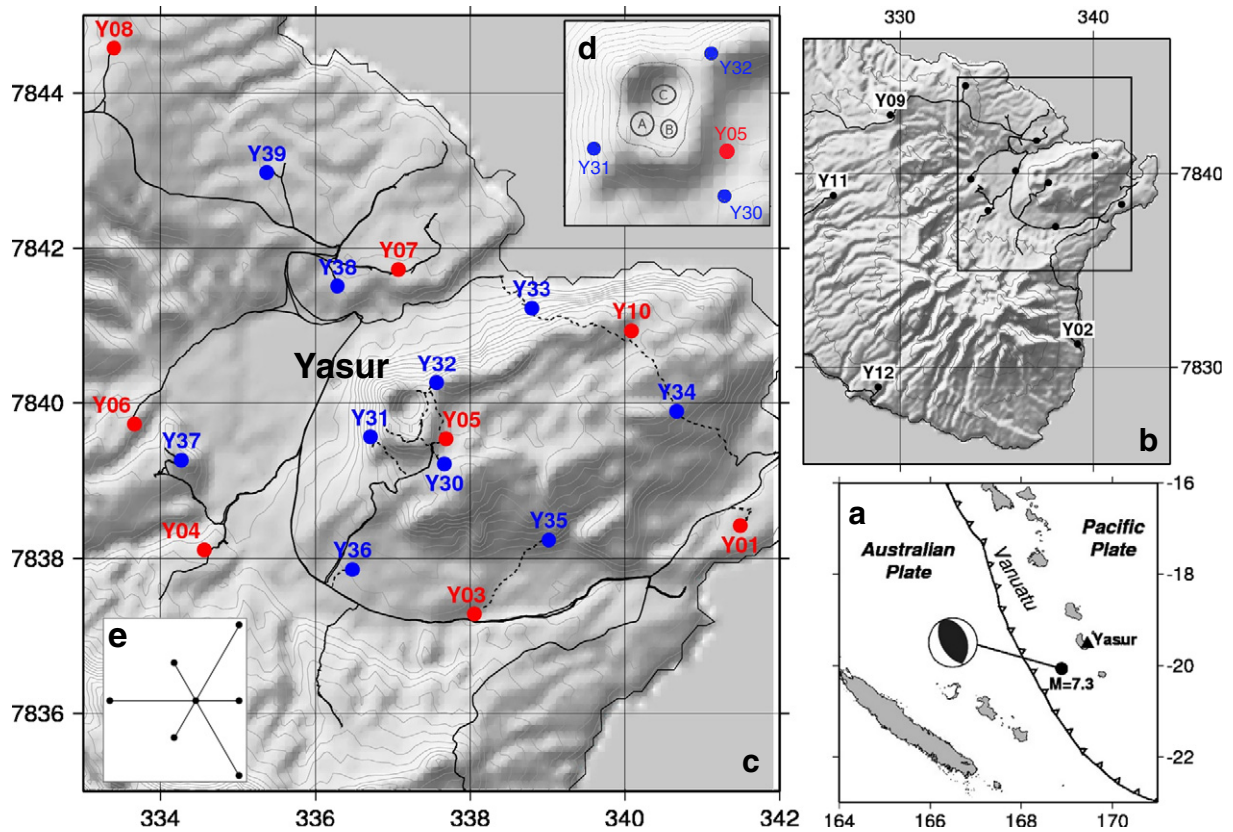 Y08
7844
7842
7840
7838
7836
Y39
Y07
Y38
Y33
Y10
Yasur
Y32
Y34
Y06
Y31
Y05
Y37
Y30
Y04
Y35
Y01
Y36
Y03
e
c
334
336
338
340
342
d
C
A
B
Y32
Y05
Y31
Y30
330
340
Y09
Y11
7840
Y02
Y12
7830
b
a
Pacific
Plate
Australian
Plate
Vanuatu
Yasur
M=7.3
-16
-18
-20
-22
164
166
168
170